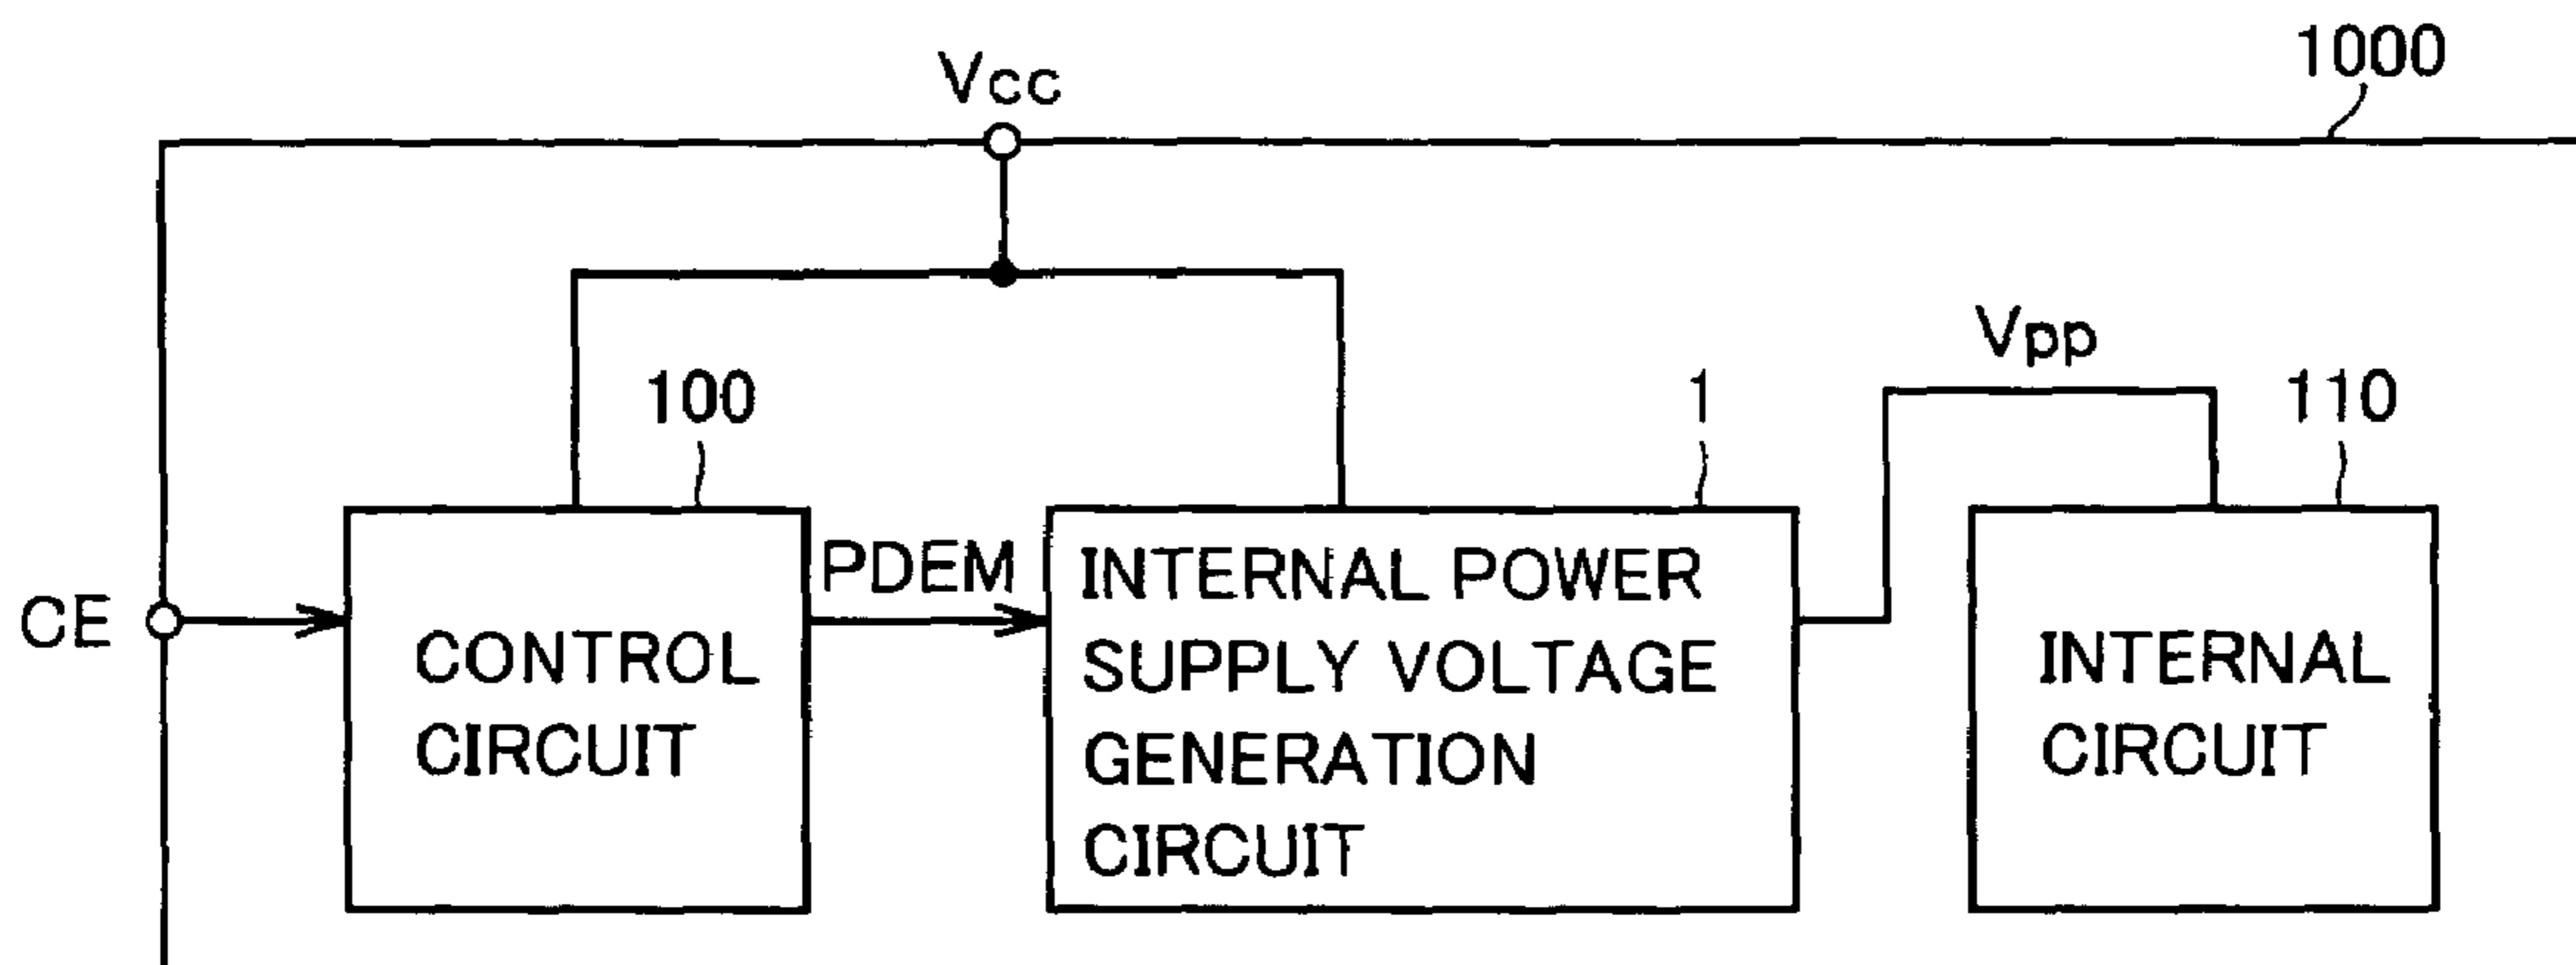 1000
Vcc
Vpp
100
1
110
CE
CONTROL
CIRCUIT
PDEM
INTERNAL POWER
SUPPLY VOLTAGE
GENERATION
CIRCUIT
INTERNAL
CIRCUIT